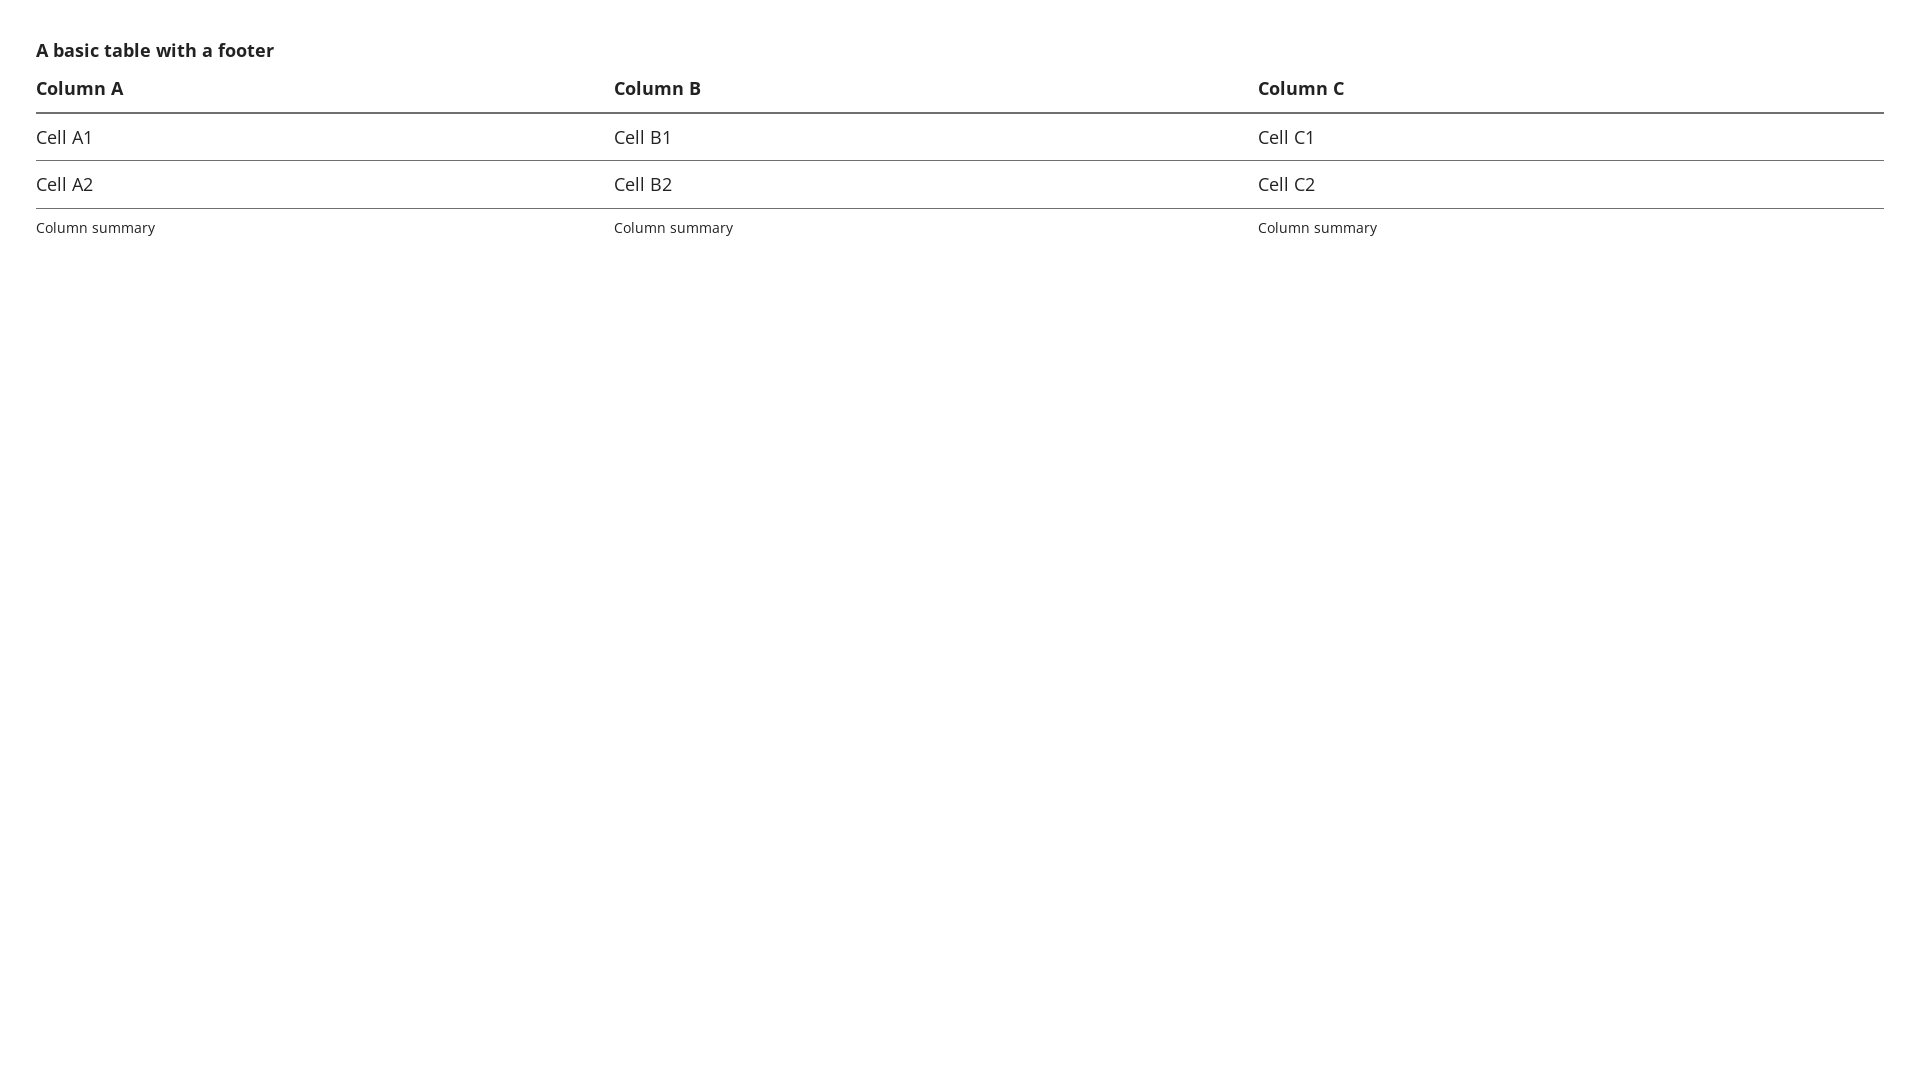 A basic table with a footer
Column A Column B Column C
Cell A1 Cell B1 Cell C1
Cell A2 Cell B2 Cell C2
Column summary Column summary Column summary